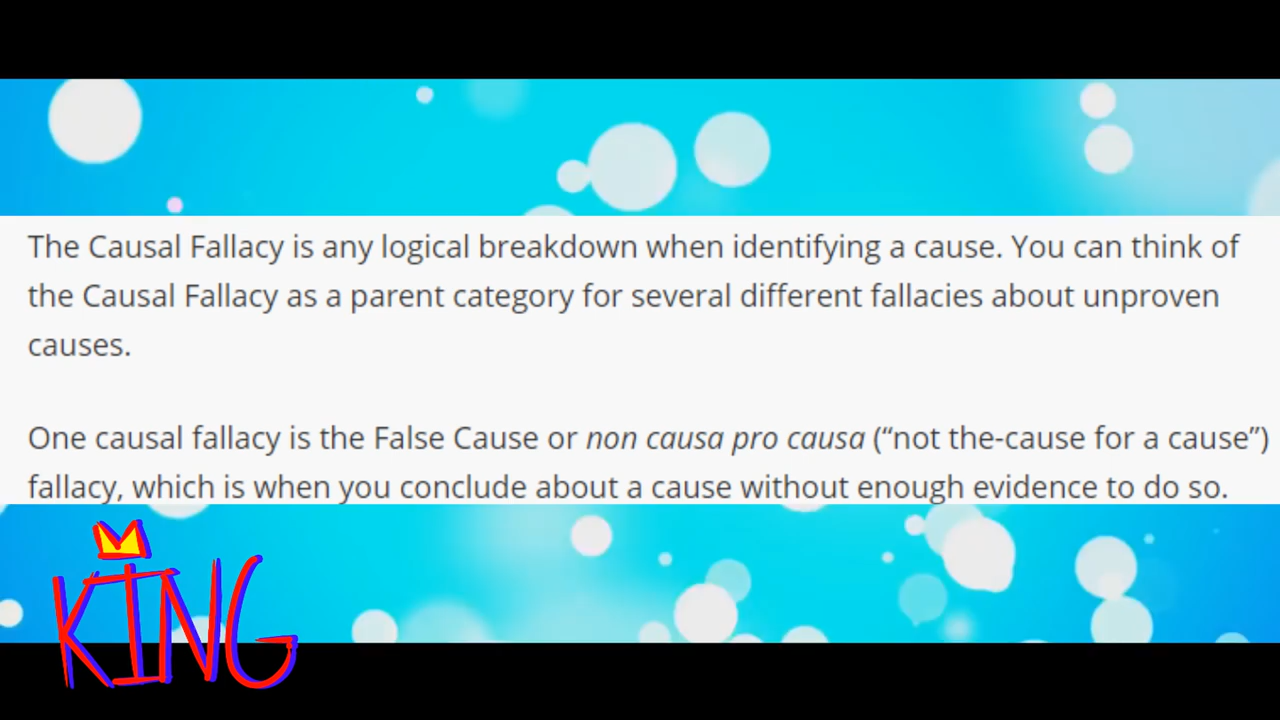 The Causal Fallacy is any logical breakdown when identifying a cause. You can think of
the Causal Fallacy as a parent category for several different fallacies about unproven
causes.
One causal fallacy is the False Cause or non causa pro causa (“not the-cause for a cause”)
fallacy, which is when you conclude about a cause without enough evidence to do so.
KING